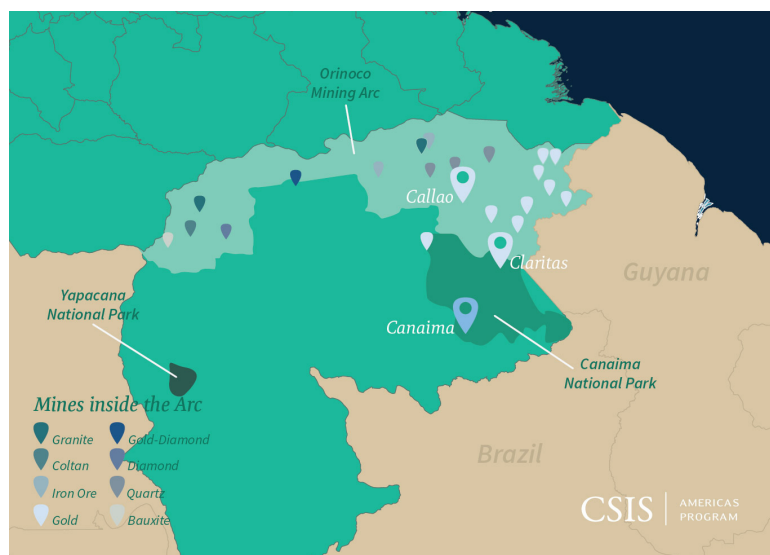 Orinoco
Mining Arc
Callao
Claritas
Guyana
Yapacana
National Park
Canaima
Canaima
National Park
Mines inside the Arc
Granite
Gold-Diamond
Coltan
Diamond
Iron Ore
Quartz
Gold
Bauxite
Brazil
CSIS
AMERICAS
PROGRAM